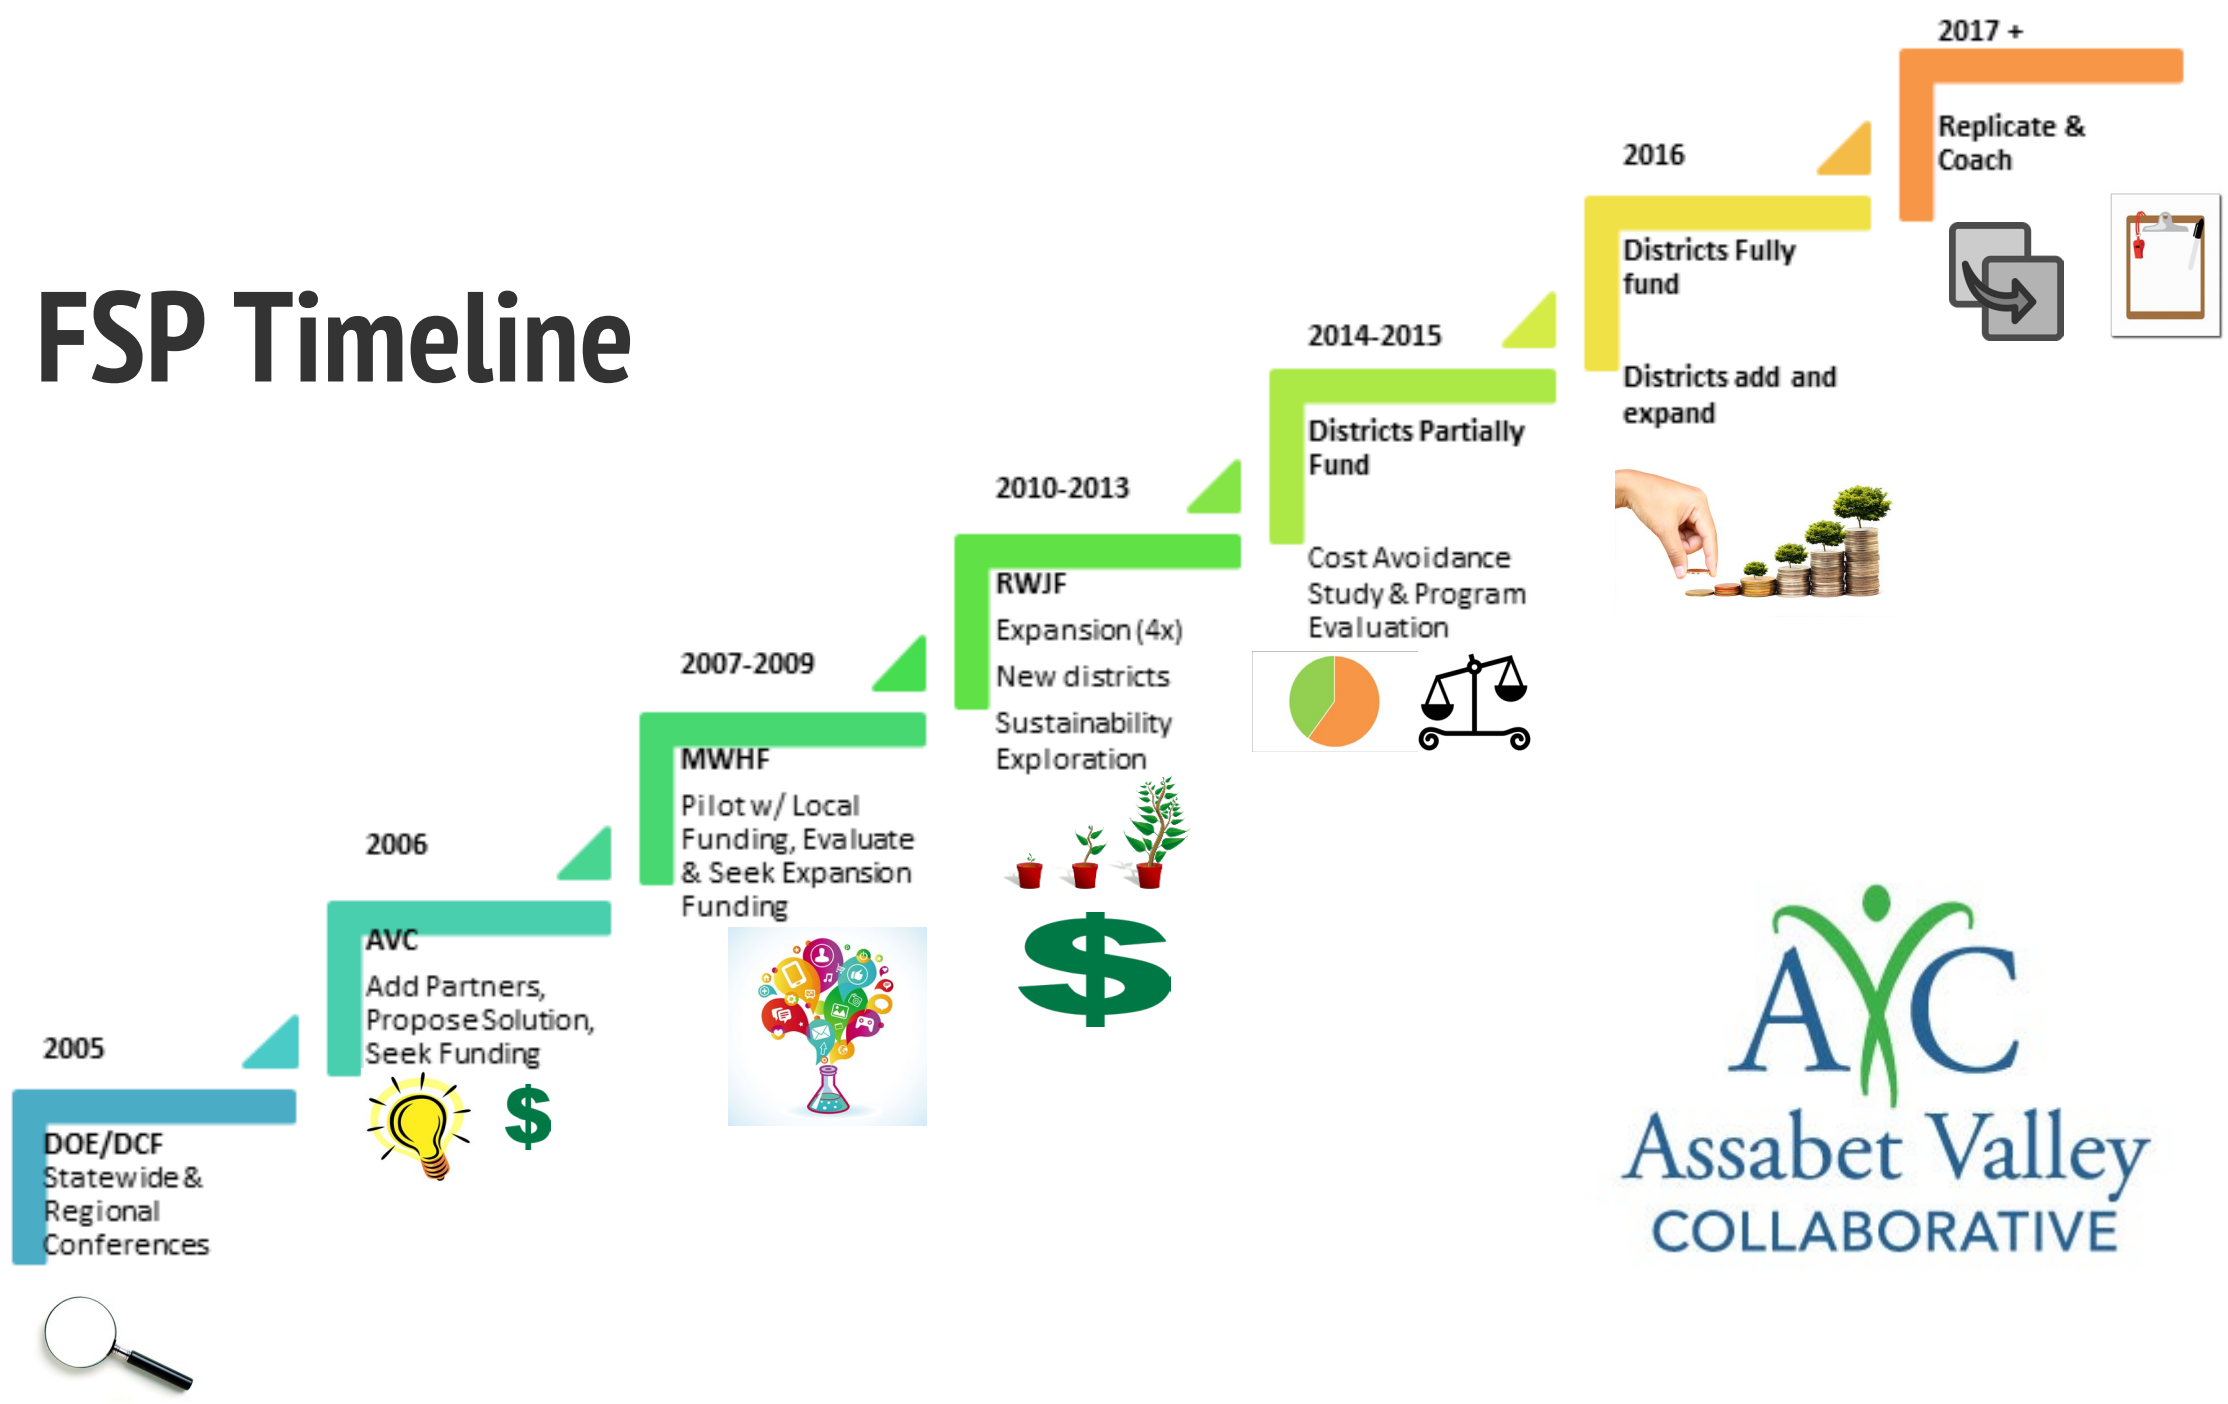 FSP Timeline
2005
DOE/DCF
Statewide &
Regional
Conferences
2006
AVC
Add Partners,
Propose Solution,
Seek Funding
$
2007-2009
MWHF
Pilot w/ Local
Funding, Evaluate
& Seek Expansion
Funding
2010-2013
RWJF
Expansion (4x)
New districts
Sustainability
Exploration
$
2014-2015
Districts Partially
Fund
Cost Avoidance
Study & Program
Evaluation
2016
Districts Fully
fund
Districts add and
expand
2017 +
Replicate &
Coach
AVC
Assabet Valley
COLLABORATIVE